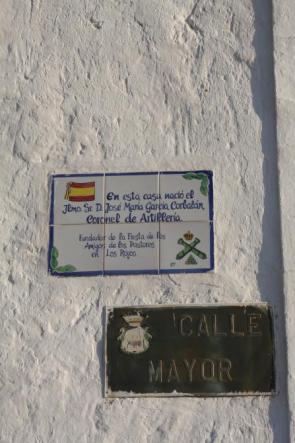 En esta casa nació el
Ilmo. Sr. D. José María García Corbatán,
Coronel de Artillería
Fundador de la Fiesta de los
Amigos de los Pastores
en Los Royos.
CALLE
MAYOR